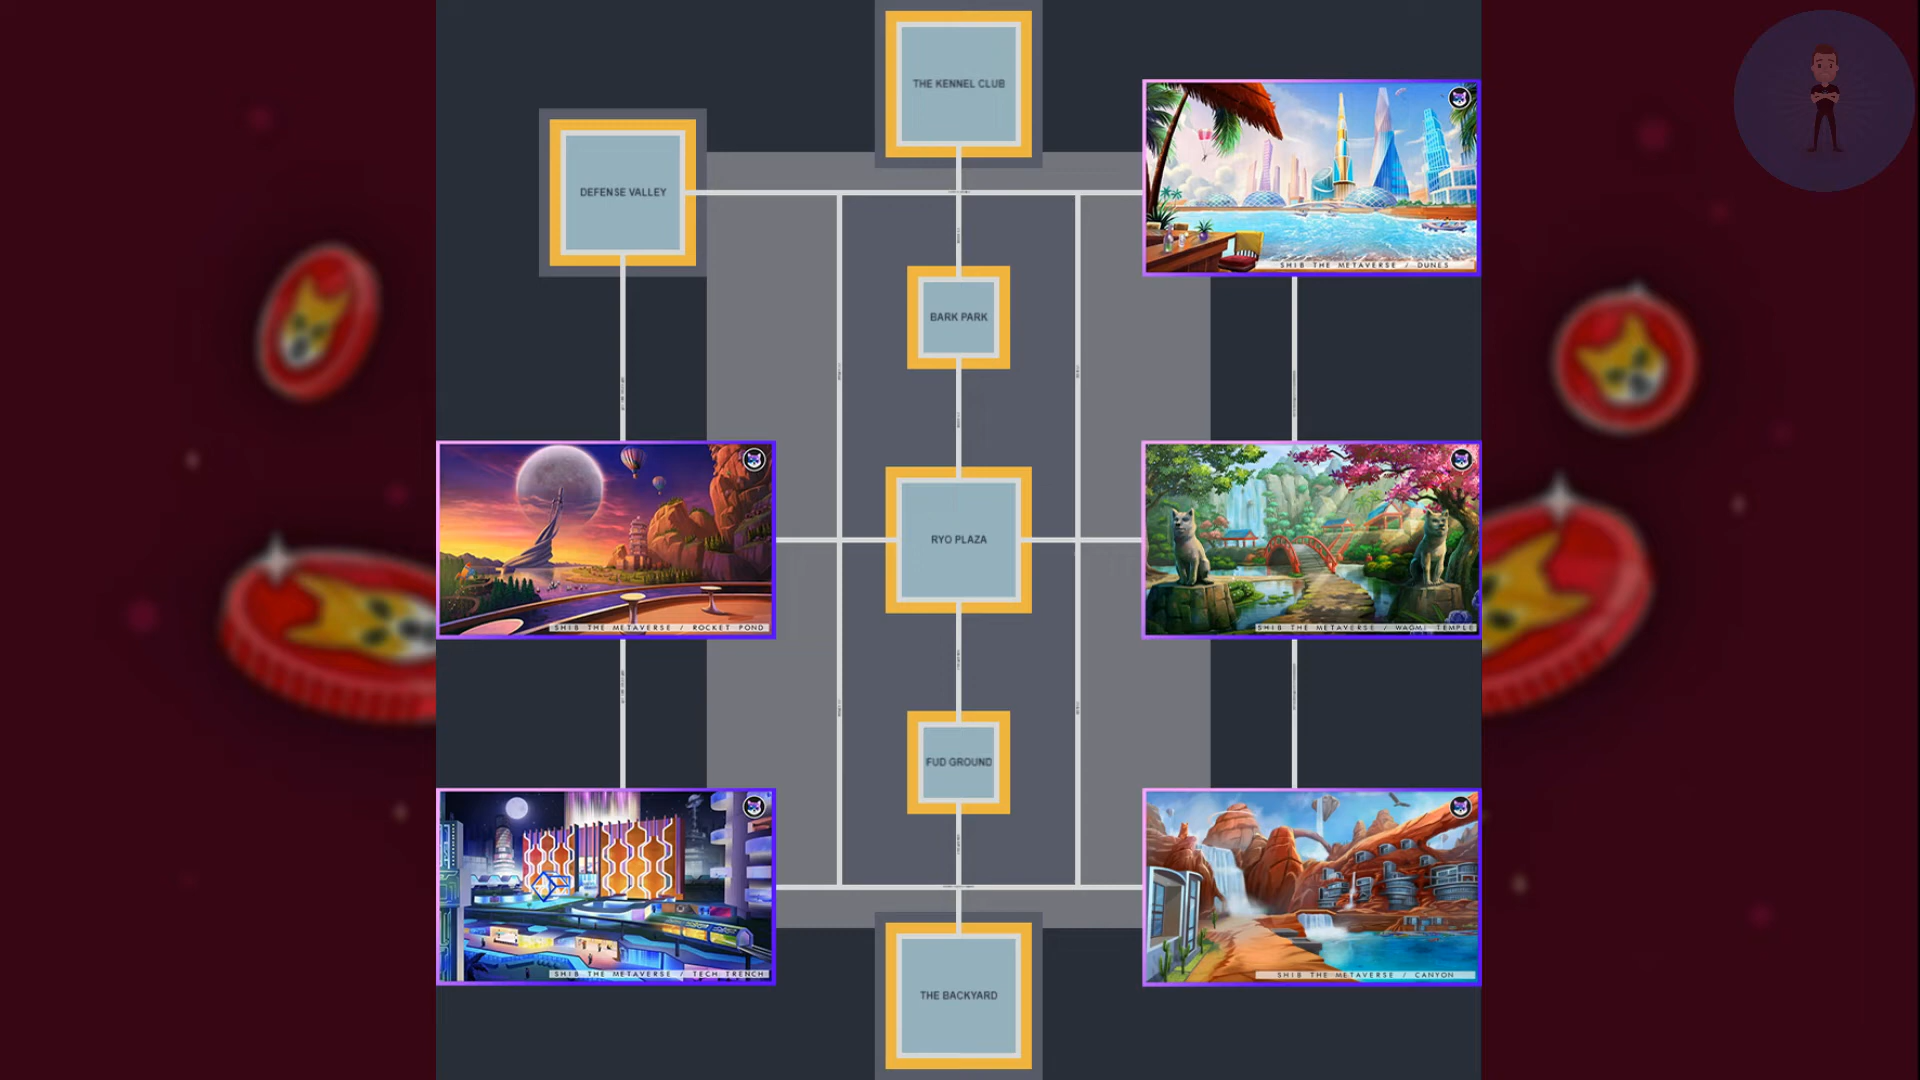 THE KENNEL CLUB
DEFENSE VALLEY
SHIB THE METAVERSE / DUNES
BARK PARK
RYO PLAZA
SHIB THE METAVERSE / ROCKET POND
SHIB THE METAVERSE / WAGMI TEMPLE
FUD GROUND
SHIB THE METAVERSE / TECH TRENCH
SHIB THE METAVERSE / CANYON
THE BACKYARD